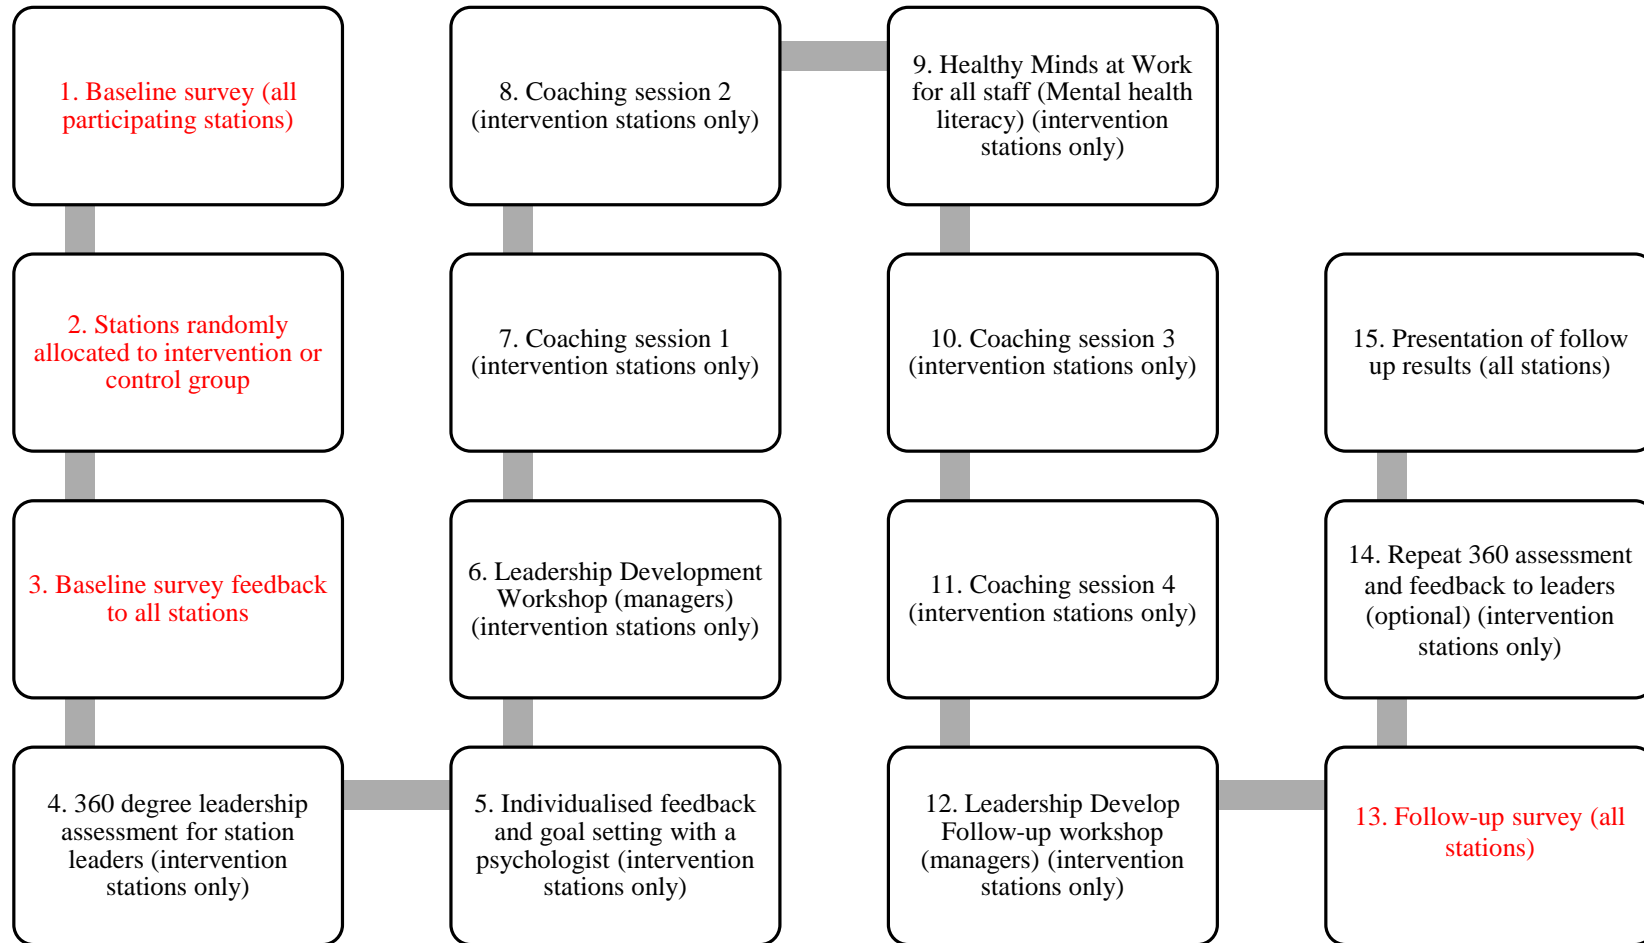 1. Baseline survey (all
participating stations)
2. Stations randomly
allocated to intervention or
control group
3. Baseline survey feedback
to all stations
4. 360 degree leadership
assessment for station
leaders (intervention
stations only)
5. Individualised feedback
and goal setting with a
psychologist (intervention
stations only)
6. Leadership Development
Workshop (managers)
(intervention stations only)
7. Coaching session 1
(intervention stations only)
8. Coaching session 2
(intervention stations only)
9. Healthy Minds at Work
for all staff (Mental health
literacy) (intervention
stations only)
10. Coaching session 3
(intervention stations only)
11. Coaching session 4
(intervention stations only)
12. Leadership Develop
Follow-up workshop
(managers) (intervention
stations only)
13. Follow-up survey (all
stations)
14. Repeat 360 assessment
and feedback to leaders
(optional) (intervention
stations only)
15. Presentation of follow
up results (all stations)